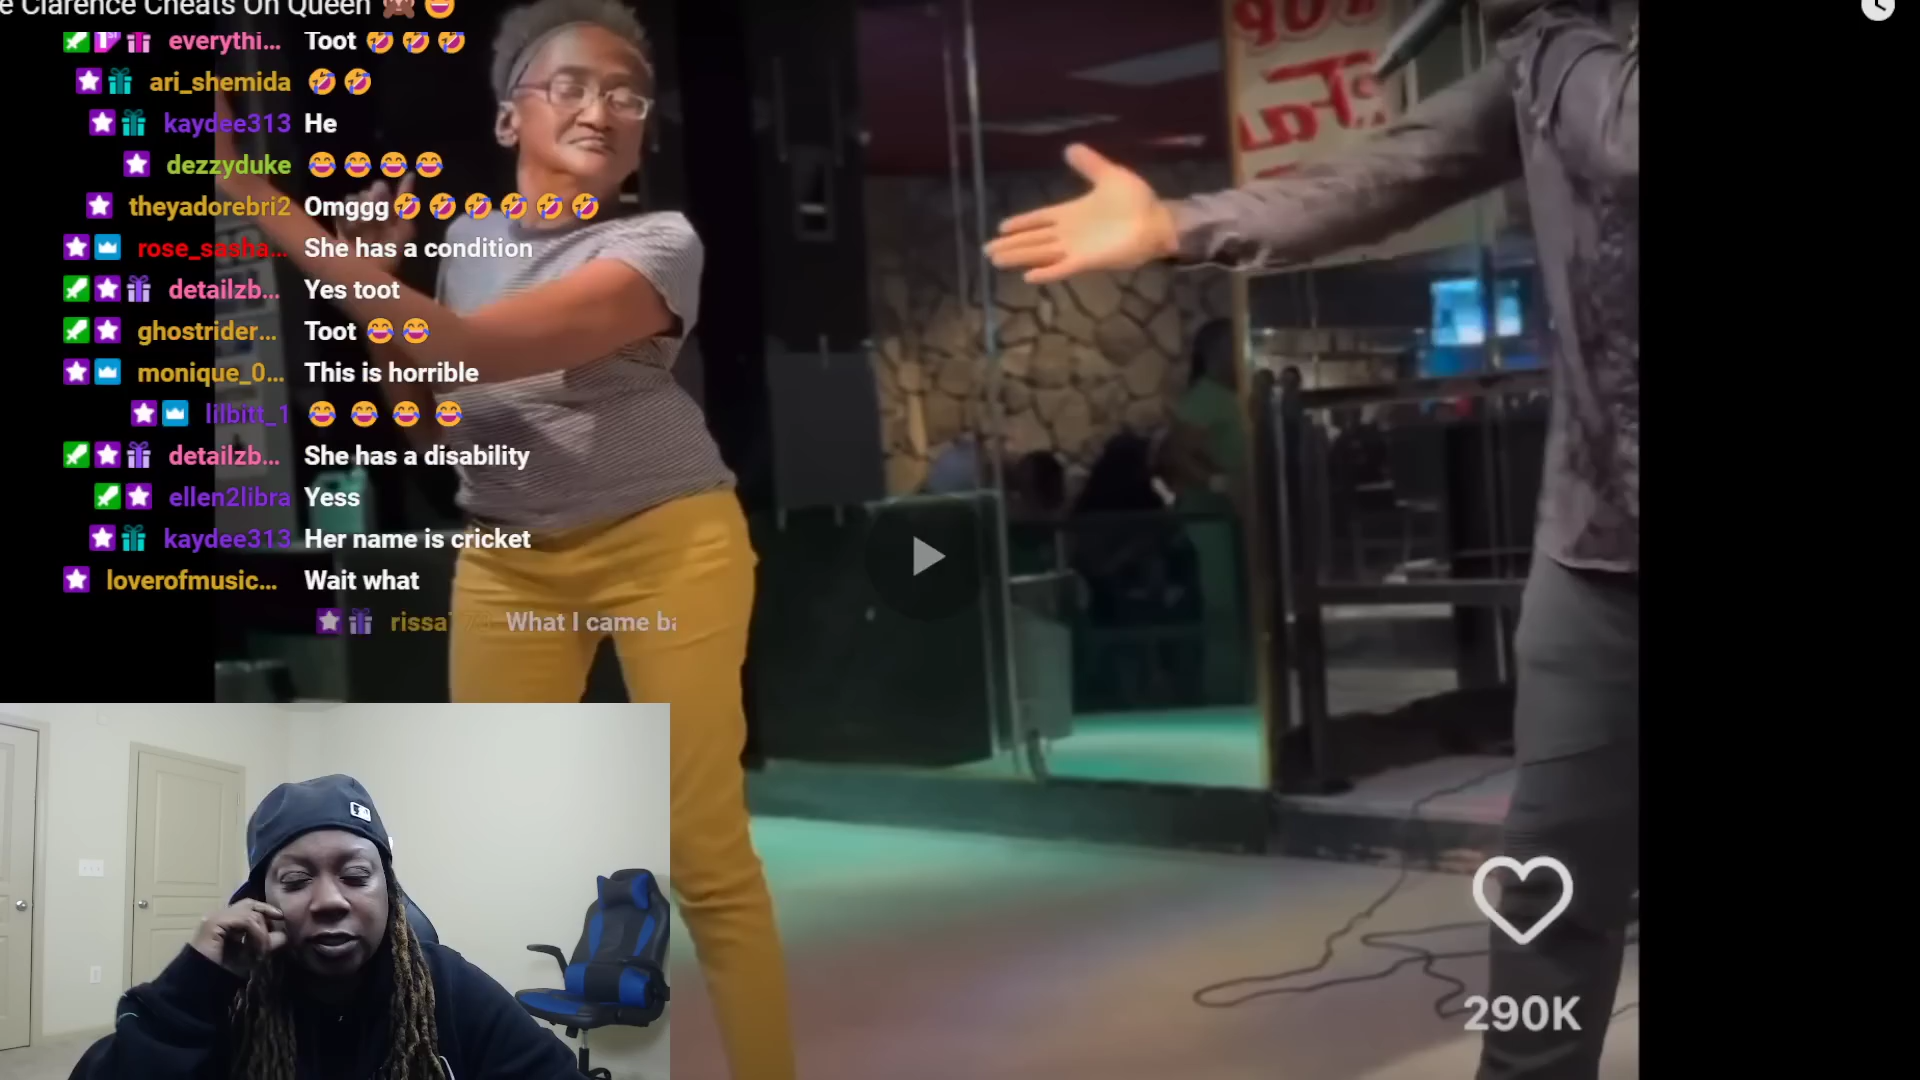 e Clarence Cheats On Queen 🙈 😄
everythi... Toot 🤣 🤣 🤣
ari_shemida 🤣 🤣
kaydee313 He
dezzyduke 😂 😂 😂 😂
theyadorebri2 Omggg 🤣 🤣 🤣 🤣 🤣 🤣
rose_sasha... She has a condition
detailzb... Yes toot
ghostrider... Toot 😂 😂
monique_0... This is horrible
lilbitt_1 😂 😂 😂 😂
detailzb... She has a disability
ellen2libra Yess
kaydee313 Her name is cricket
loverofmusic... Wait what
What I came ba
290K